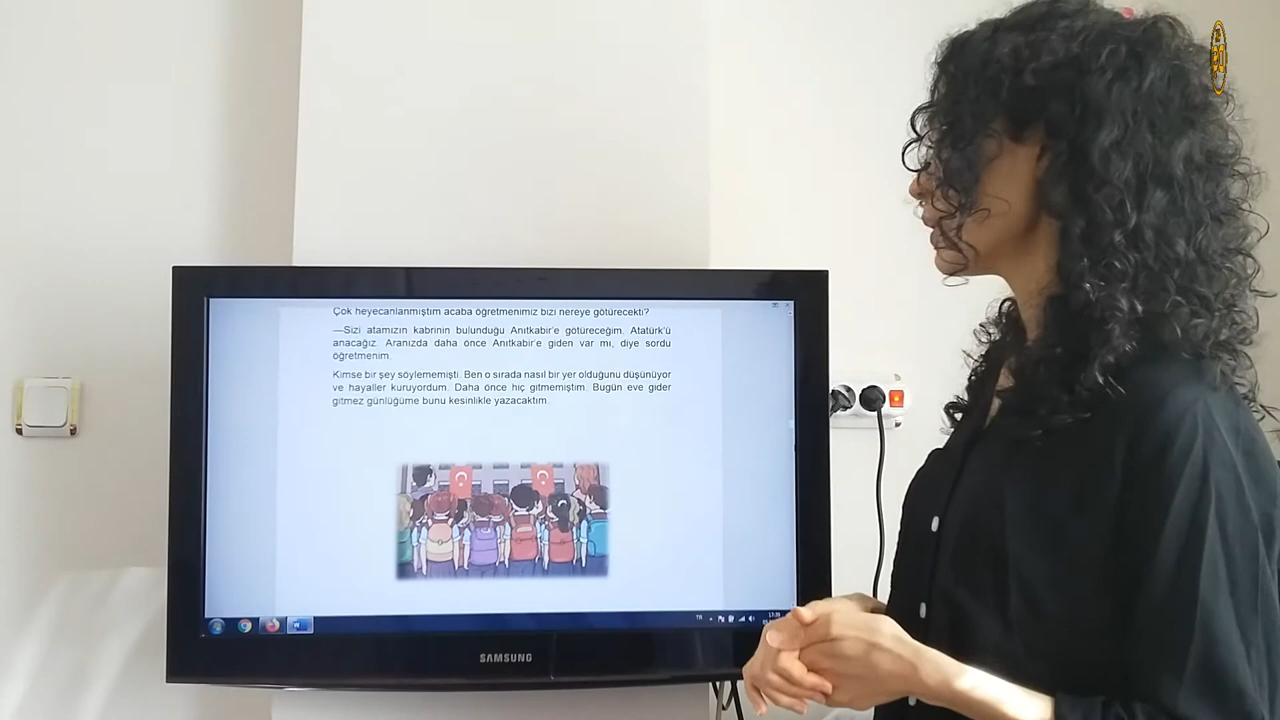 Çok heyecanlanmıştım acaba öğretmenimiz bizi nereye götürecekti?
—Sizi atamızın kabrinin bulunduğu Anıtkabir'e götüreceğim. Atatürk'ü
anacağız. Aranızda daha önce Anıtkabir'e giden var mı, diye sordu
öğretmenim.
Kimse bir şey söylememişti. Ben o sırada nasıl bir yer olduğunu düşünüyor
ve hayaller kuruyordum. Daha önce hiç gitmemiştim. Bugün eve gider
gitmez günlüğüme bunu kesinlikle yazacaktım.
TR
SAMSUNG